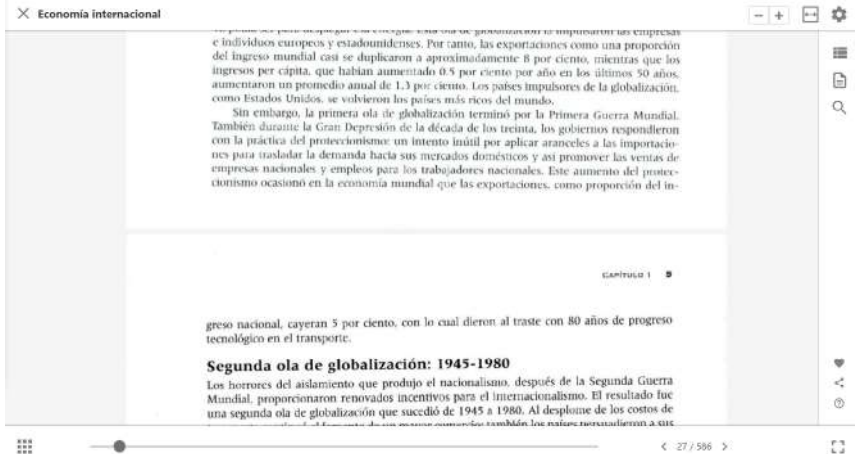 Economía internacional
e individuos europeos y estadounidenses. Por tanto, las exportaciones como una proporción
del ingreso mundial casi se duplicaron a aproximadamente 8 por ciento, mientras que los
ingresos per cápita, que habían aumentado 0.5 por ciento por año en los últimos 50 años,
aumentaron un promedio anual de 1.3 por ciento. Los países impulsores de la globalización,
como Estados Unidos, se volvieron los países más ricos del mundo.
Sin embargo, la primera ola de globalización terminó por la Primera Guerra Mundial.
También durante la Gran Depresión de la década de los treinta, los gobiernos respondieron
con la práctica del proteccionismo: un intento inútil por aplicar aranceles a las importacio-
nes para trasladar la demanda hacia sus mercados domésticos y así promover las ventas de
empresas nacionales y empleos para los trabajadores nacionales. Este aumento del protec-
cionismo ocasionó en la economía mundial que las exportaciones, como proporción del in-
CAPÍTULO 1 9
greso nacional, cayeran 5 por ciento, con lo cual dieron al traste con 80 años de progreso
tecnológico en el transporte.
Segunda ola de globalización: 1945-1980
Los horrores del aislamiento que produjo el nacionalismo, después de la Segunda Guerra
Mundial, proporcionaron renovados incentivos para el internacionalismo. El resultado fue
una segunda ola de globalización que sucedió de 1945 a 1980. Al desplome de los costos de
27 / 586